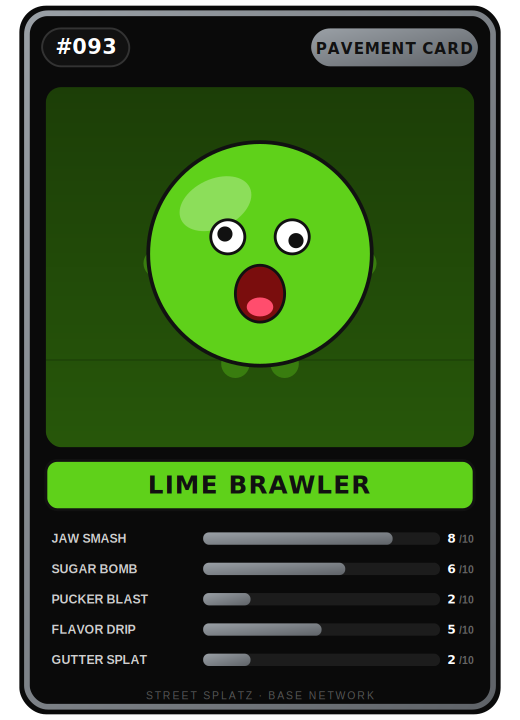 #093
PAVEMENT CARD
LIME BRAWLER
JAW SMASH 8 /10
SUGAR BOMB 6 /10
PUCKER BLAST 2 /10
FLAVOR DRIP 5 /10
GUTTER SPLAT 2 /10
STREET SPLATZ · BASE NETWORK